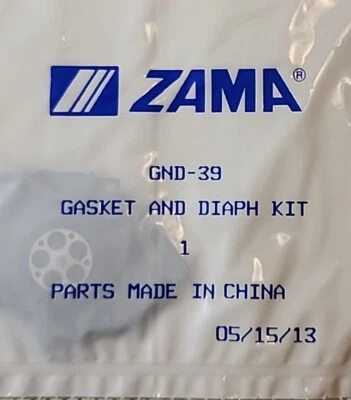 ZAMA®
GND-39
GASKET AND DIAPH KIT
1
PARTS MADE IN CHINA
05/15/13